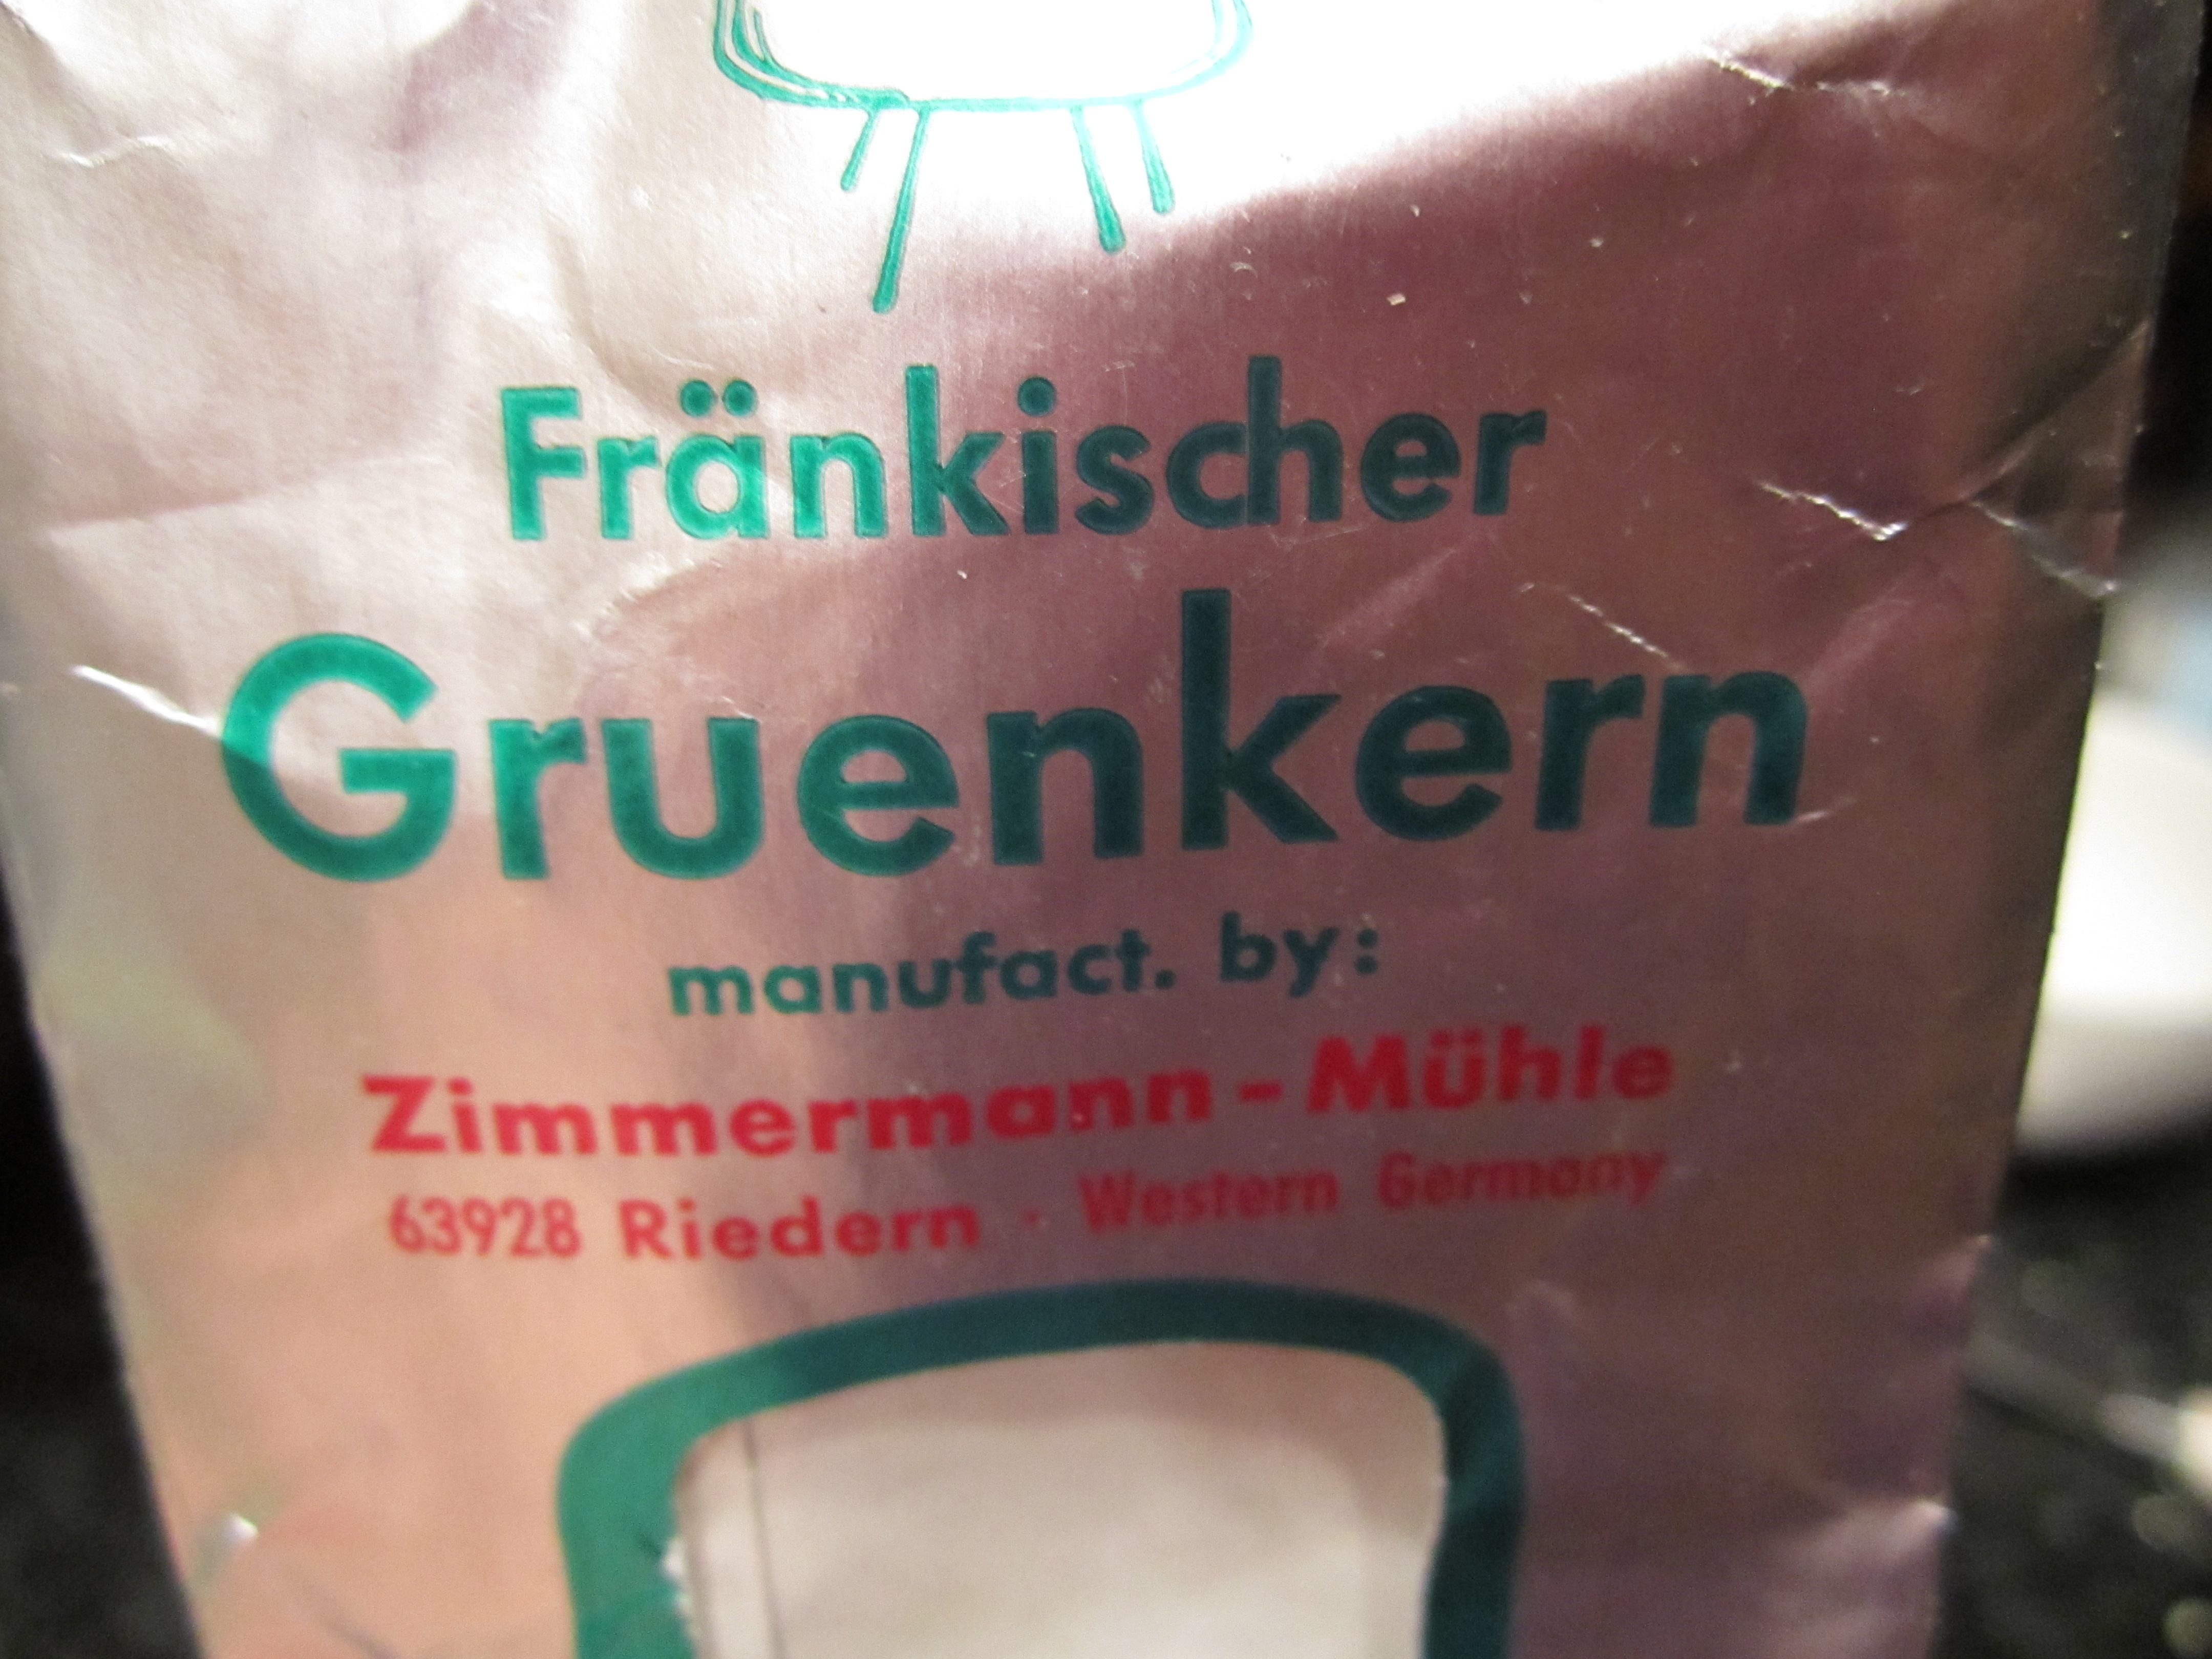 Fränkischer
Gruenkern
manufact. by:
Zimmermann-Mühle
63928 Riedern · Western Germany